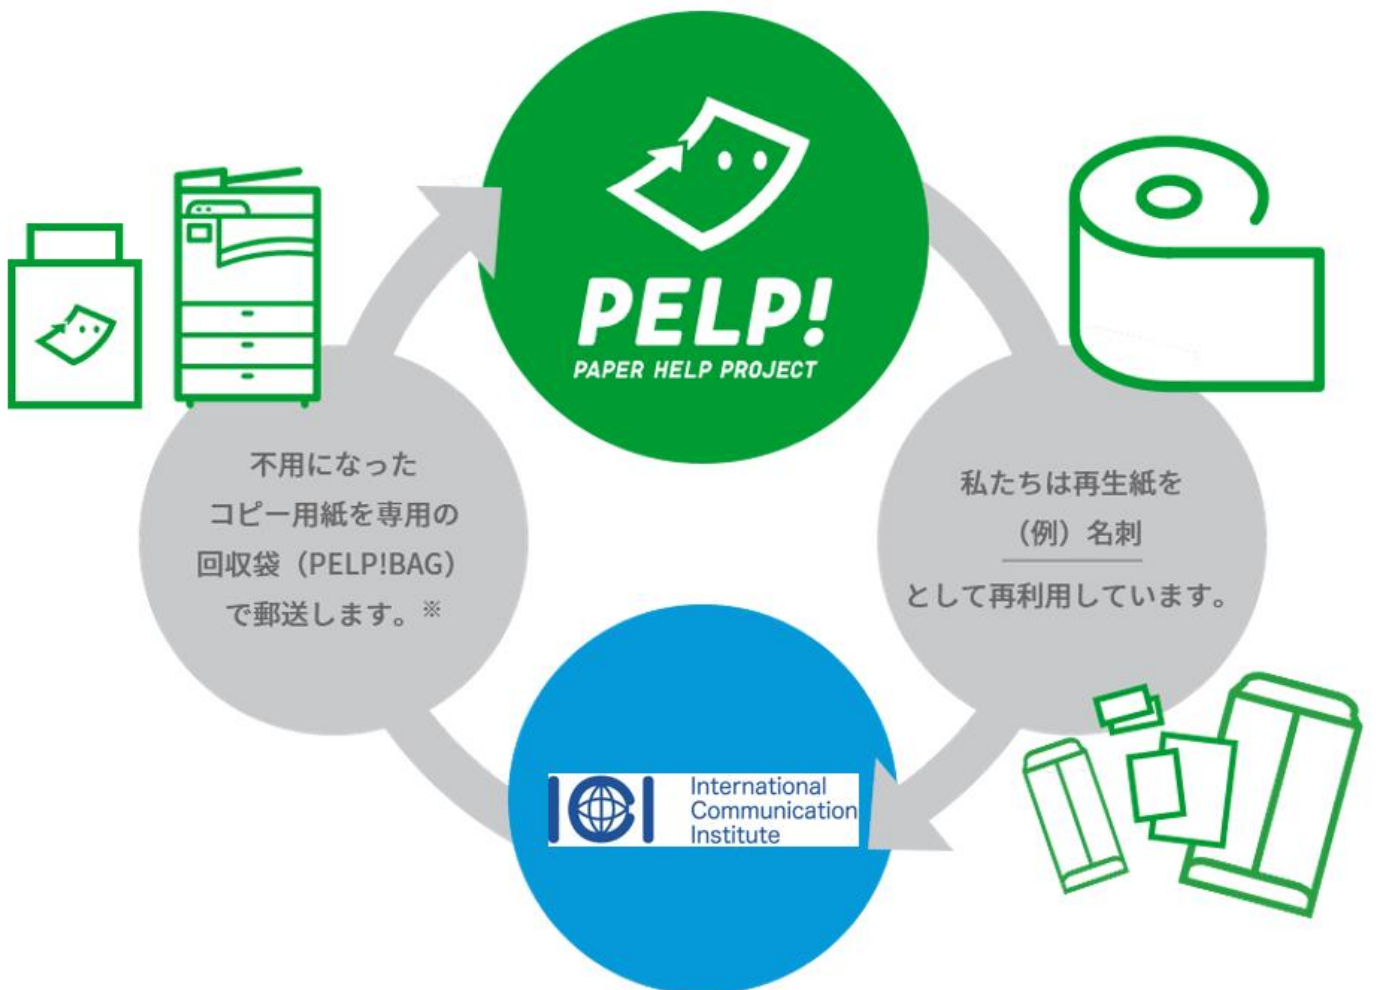 PELP!
PAPER HELP PROJECT
不用になった
コピー用紙を専用の
回収袋（PELP!BAG）
で郵送します。※
私たちは再生紙を
（例）名刺
として再利用しています。
ICI
International
Communication
Institute